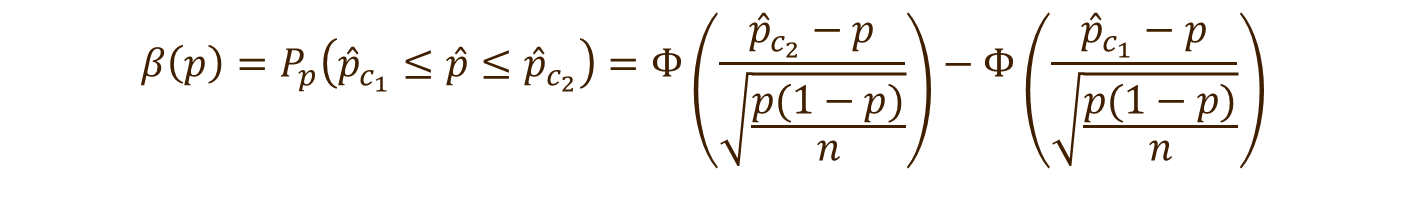 β(p) = P_p(p̂_{c_1} ≤ p̂ ≤ p̂_{c_2}) = Φ((p̂_{c_2} − p)/√(p(1 − p)/n)) − Φ((p̂_{c_1} − p)/√(p(1 − p)/n))